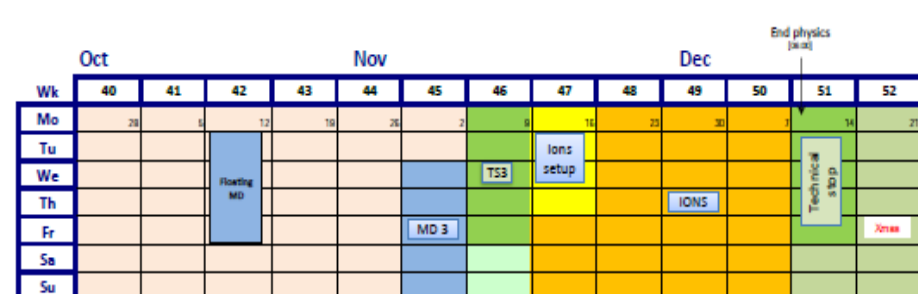 End physics
[06:00]
Oct Nov Dec
Wk 40 41 42 43 44 45 46 47 48 49 50 51 52
Mo 28 5 12 19 26 2 9 16 23 30 7 14 21
Tu Ions
We Floating TS3 setup Technical
Th MD IONS stop
Fr MD 3 Xmas
Sa
Su